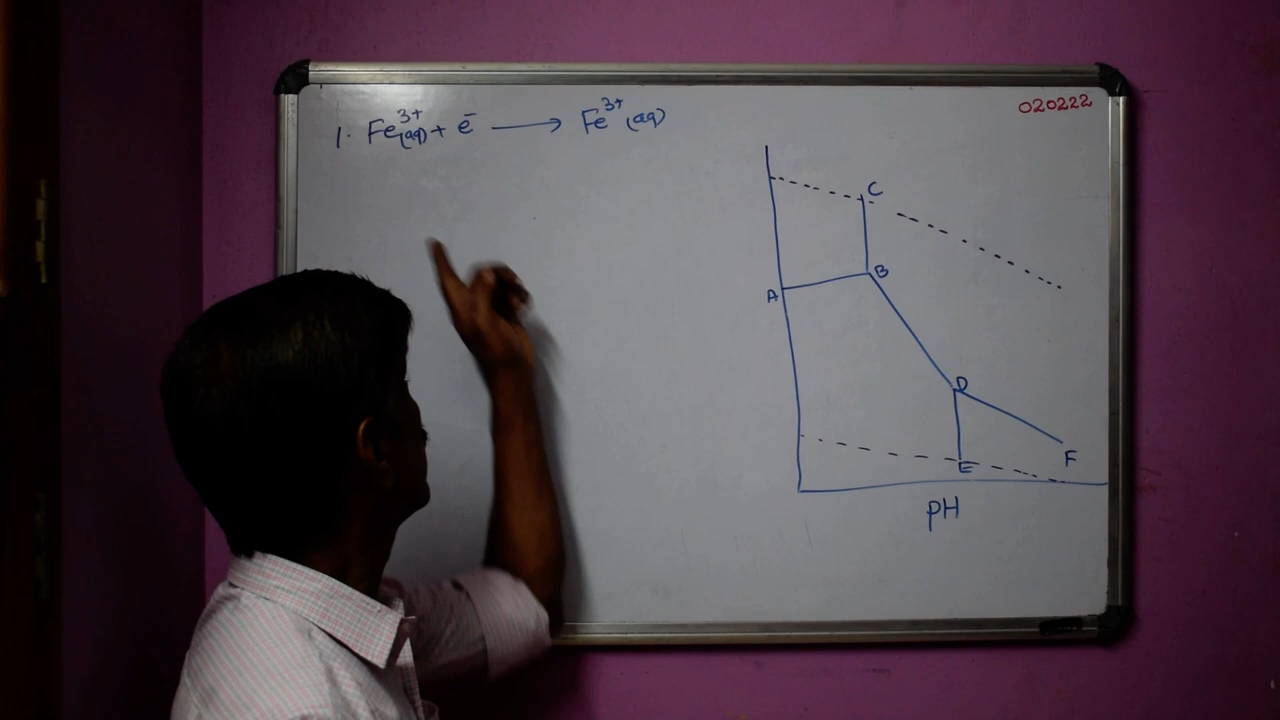 020222
1. Fe³⁺(aq) + e⁻ ⟶ Fe³⁺(aq)
C
B
A
D
E
F
pH